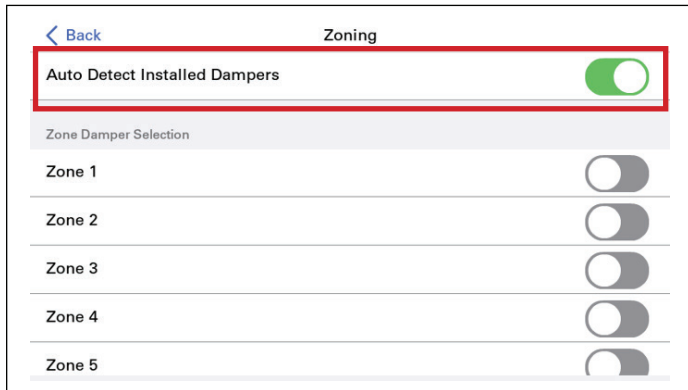 Back
Zoning
Auto Detect Installed Dampers
Zone Damper Selection
Zone 1
Zone 2
Zone 3
Zone 4
Zone 5